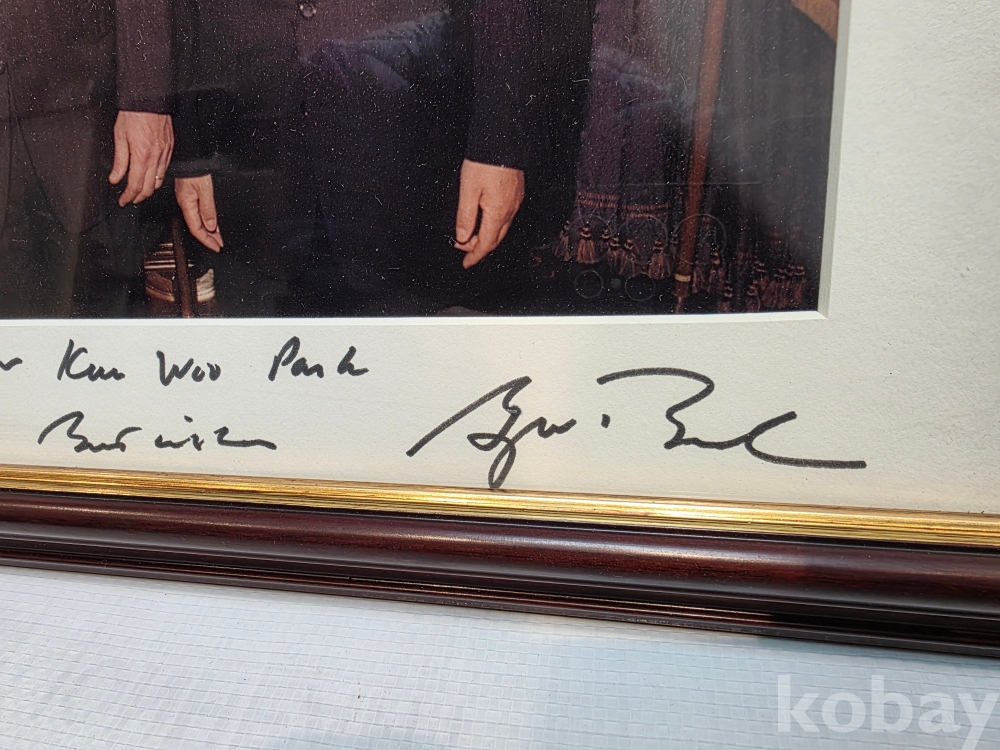 Kun Woo Park
Best wishes
kobay